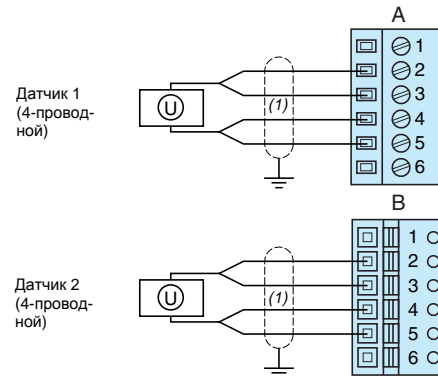 A
Датчик 1
(4-провод-
ной)
U
(1)
1
2
3
4
5
6
B
Датчик 2
(4-провод-
ной)
U
(1)
1
2
3
4
5
6